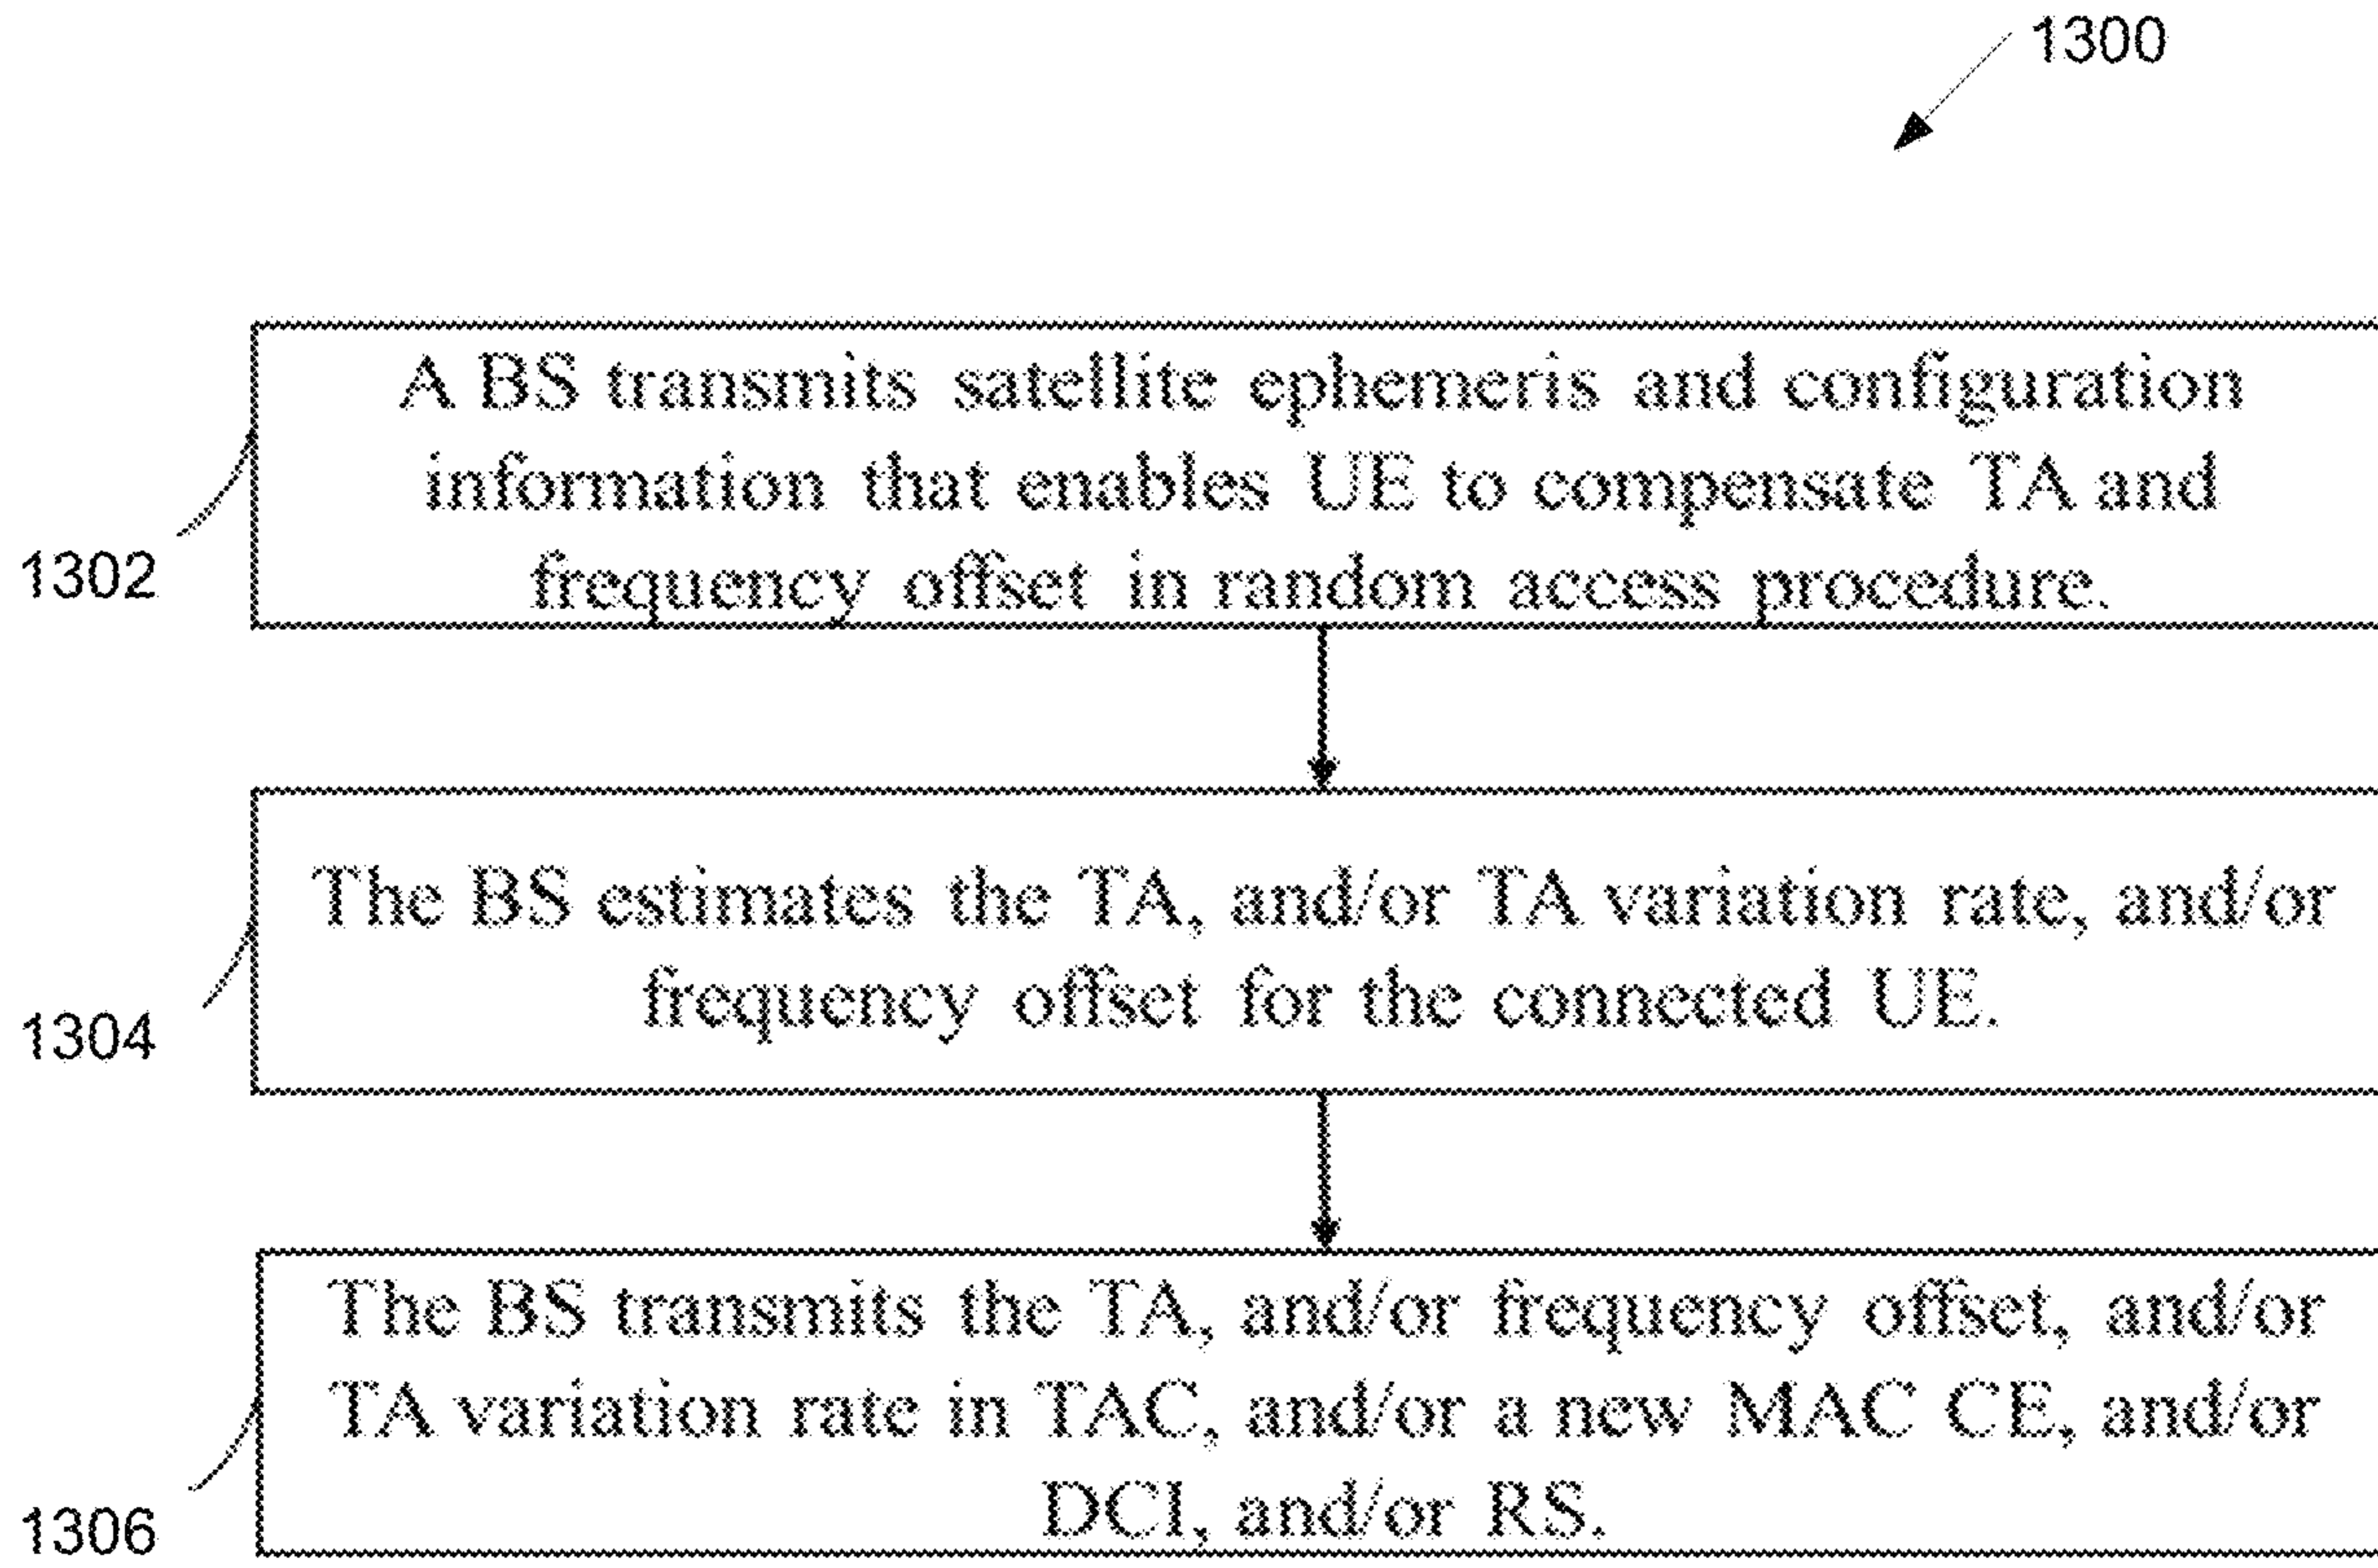 1300
A BS transmits satellite ephemeris and configuration
information that enables UE to compensate TA and
frequency offset in random access procedure.
1302
The BS estimates the TA, and/or TA variation rate, and/or
frequency offset for the connected UE.
1304
The BS transmits the TA, and/or frequency offset, and/or
TA variation rate in TAC, and/or a new MAC CE, and/or
DCI, and/or RS.
1306